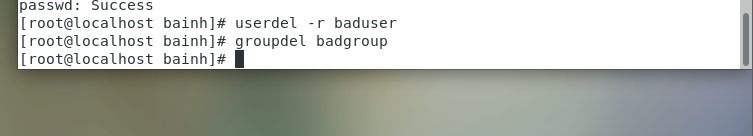 passwd: Success
[root@localhost bainh]# userdel -r baduser
[root@localhost bainh]# groupdel badgroup
[root@localhost bainh]#